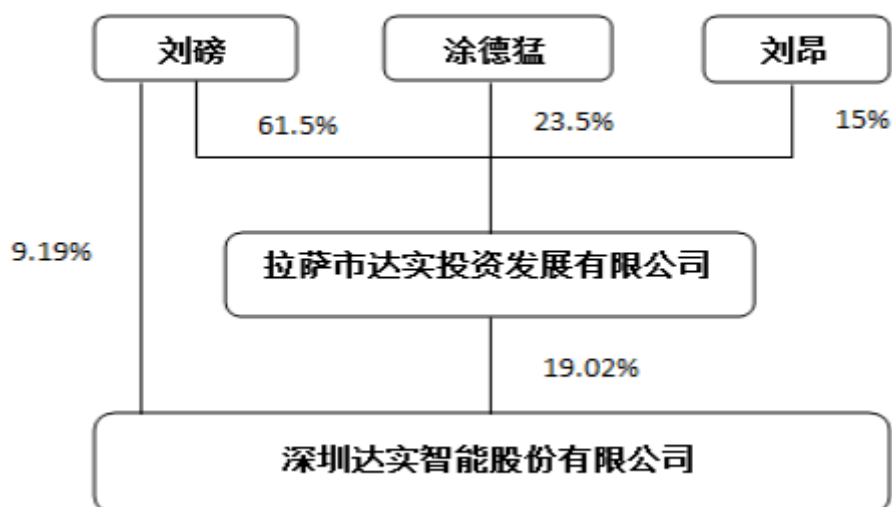 刘磅
涂德猛
刘昂
61.5%
23.5%
15%
9.19%
拉萨市达实投资发展有限公司
19.02%
深圳达实智能股份有限公司